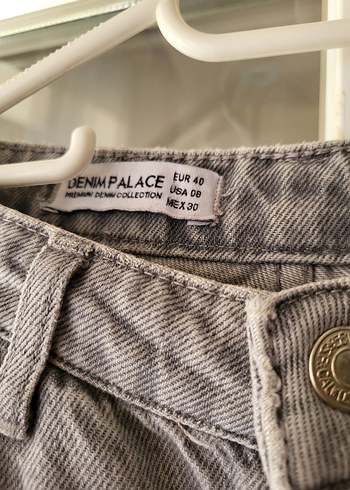 DENIM PALACE
PREMIUM DENIM COLLECTION
EUR 40
USA 08
MEX 30